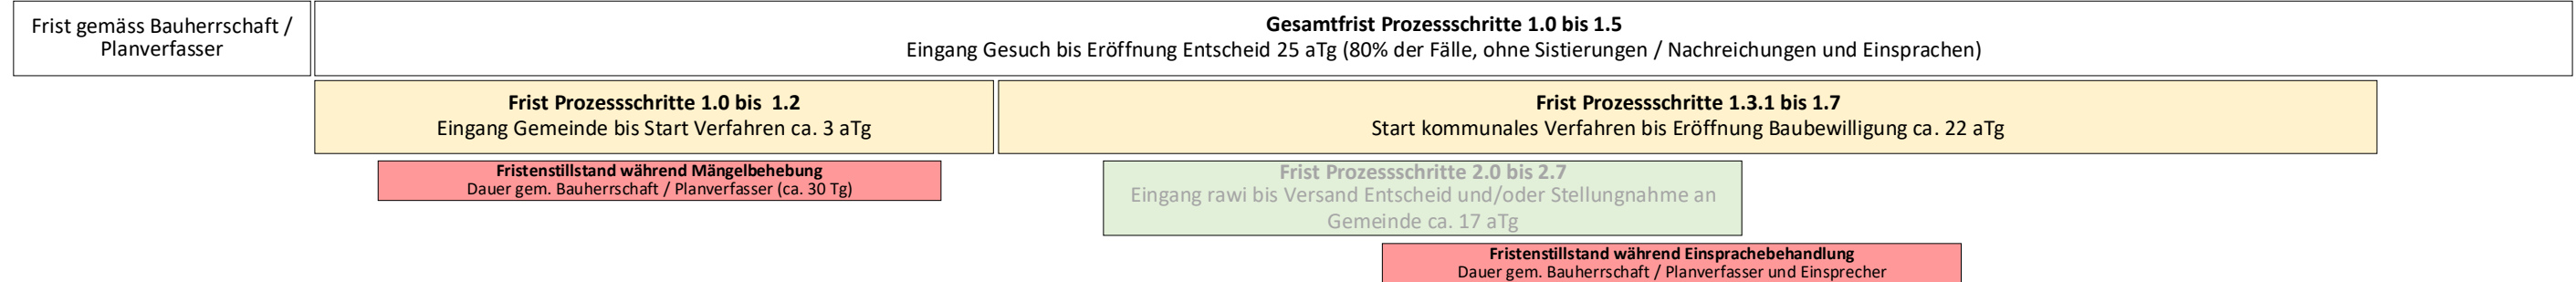 Frist gemäss Bauherrschaft /
Planverfasser
Gesamtfrist Prozessschritte 1.0 bis 1.5
Eingang Gesuch bis Eröffnung Entscheid 25 aTg (80% der Fälle, ohne Sistierungen / Nachreichungen und Einsprachen)
Frist Prozessschritte 1.0 bis 1.2
Eingang Gemeinde bis Start Verfahren ca. 3 aTg
Frist Prozessschritte 1.3.1 bis 1.7
Start kommunales Verfahren bis Eröffnung Baubewilligung ca. 22 aTg
Fristenstillstand während Mängelbehebung
Dauer gem. Bauherrschaft / Planverfasser (ca. 30 Tg)
Frist Prozessschritte 2.0 bis 2.7
Eingang rawi bis Versand Entscheid und/oder Stellungnahme an
Gemeinde ca. 17 aTg
Fristenstillstand während Einsprachebehandlung
Dauer gem. Bauherrschaft / Planverfasser und Einsprecher